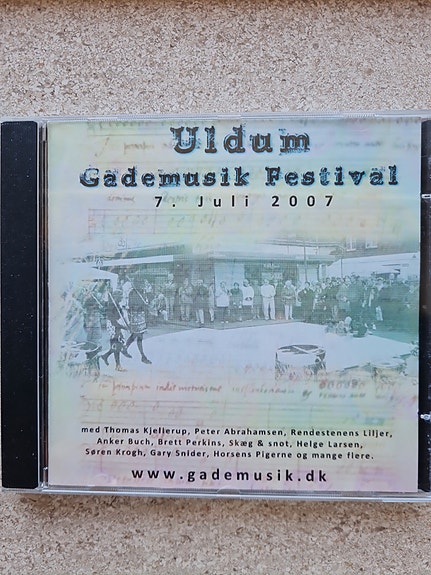 Uldum
Gademusik Festival
7. Juli 2007
med Thomas Kjellerup, Peter Abrahamsen, Rendestenens Liljer,
Anker Buch, Brett Perkins, Skæg & snot, Helge Larsen,
Søren Krogh, Gary Snider, Horsens Pigerne og mange flere.
www.gademusik.dk